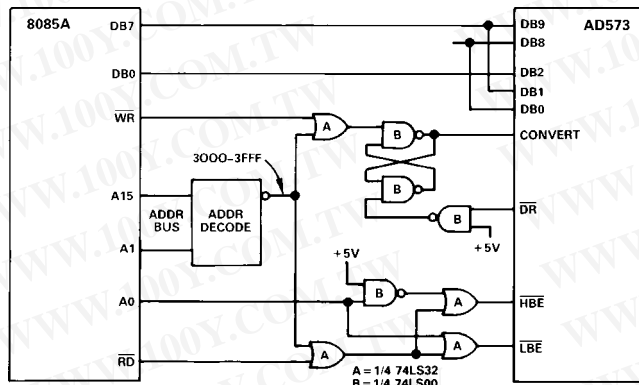 8085A
AD573
DB7
DB9
DB8
DB0
DB2
DB1
DB0
WR
A
B
CONVERT
3000–3FFF
B
A15
ADDR
BUS
ADDR
DECODE
DR
B
+5V
A1
+5V
A0
B
A
HBE
RD
A
A
LBE
A = 1/4 74LS32
B = 1/4 74LS00
WWW.100Y.COM.TW